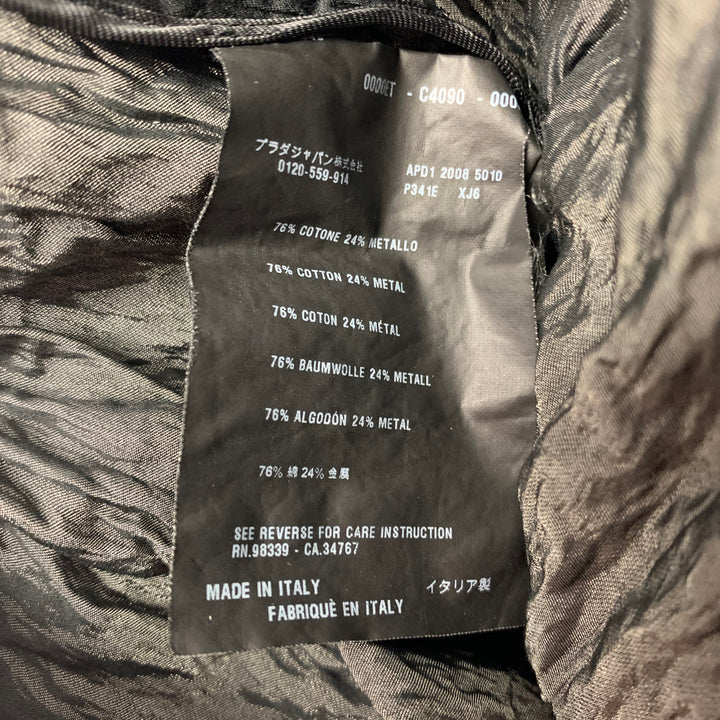 0000ET - C4090 - 000
プラダジャパン株式会社
0120-559-914
APD1 2008 5010
P341E XJ6
76% COTONE 24% METALLO
76% COTTON 24% METAL
76% COTON 24% MÉTAL
76% BAUMWOLLE 24% METALL
76% ALGODÓN 24% METAL
76% 綿 24% 金属
SEE REVERSE FOR CARE INSTRUCTION
RN.98339 - CA.34767
MADE IN ITALY
イタリア製
FABRIQUÈ EN ITALY